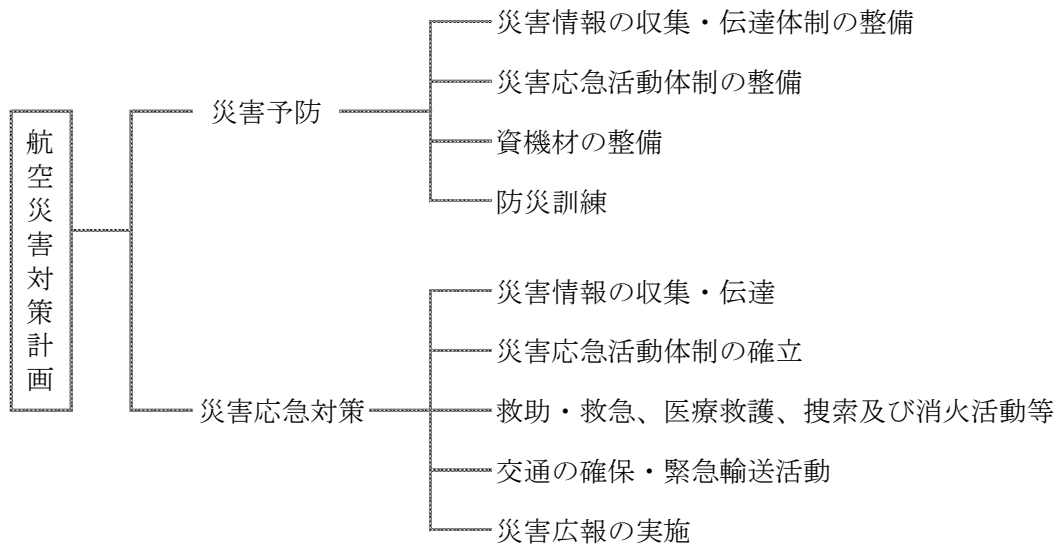 航空災害対策計画
災害予防
災害情報の収集・伝達体制の整備
災害応急活動体制の整備
資機材の整備
防災訓練
災害応急対策
災害情報の収集・伝達
災害応急活動体制の確立
救助・救急、医療救護、捜索及び消火活動等
交通の確保・緊急輸送活動
災害広報の実施